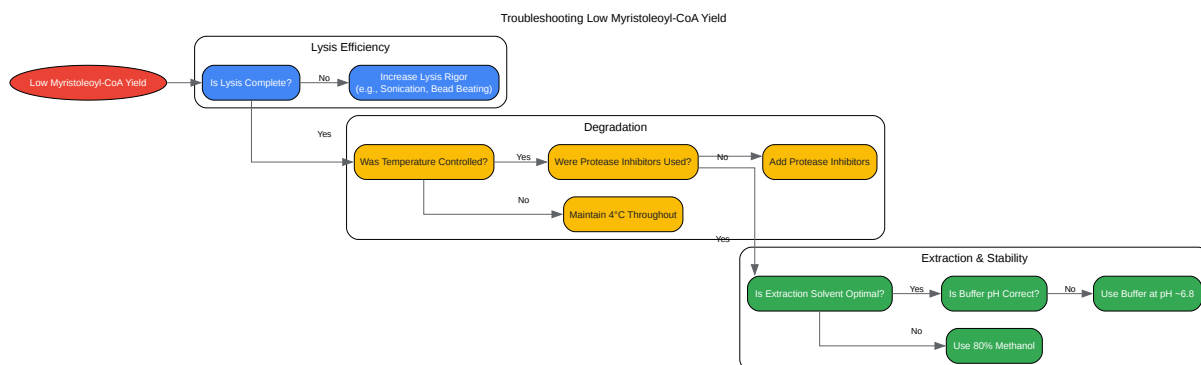 Troubleshooting Low Myristoleoyl-CoA Yield
Lysis Efficiency
Low Myristoleoyl-CoA Yield
Is Lysis Complete?
No
Increase Lysis Rigor
(e.g., Sonication, Bead Beating)
Yes
Degradation
Was Temperature Controlled?
Yes
Were Protease Inhibitors Used?
No
Add Protease Inhibitors
No
Maintain 4°C Throughout
Yes
Extraction & Stability
Is Extraction Solvent Optimal?
Yes
Is Buffer pH Correct?
No
Use Buffer at pH ~6.8
No
Use 80% Methanol